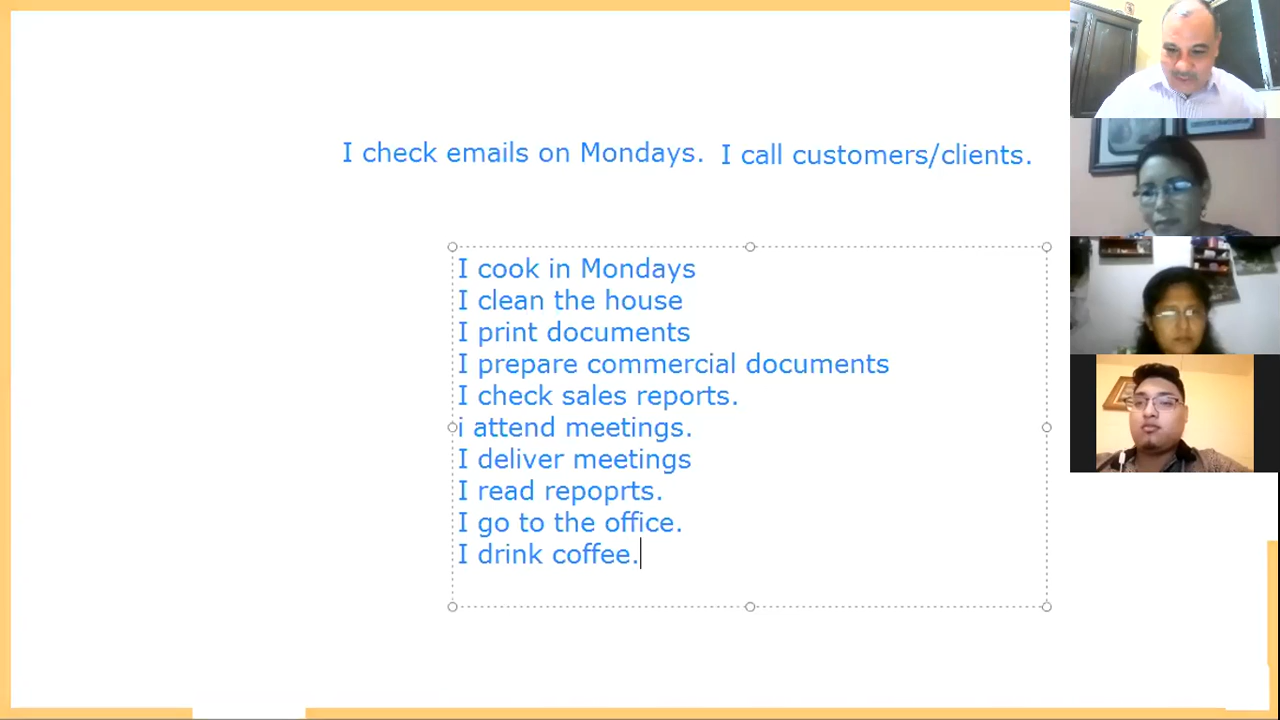 I check emails on Mondays. I call customers/clients.
I cook in Mondays
I clean the house
I print documents
I prepare commercial documents
I check sales reports.
i attend meetings.
I deliver meetings
I read repoprts.
I go to the office.
I drink coffee.